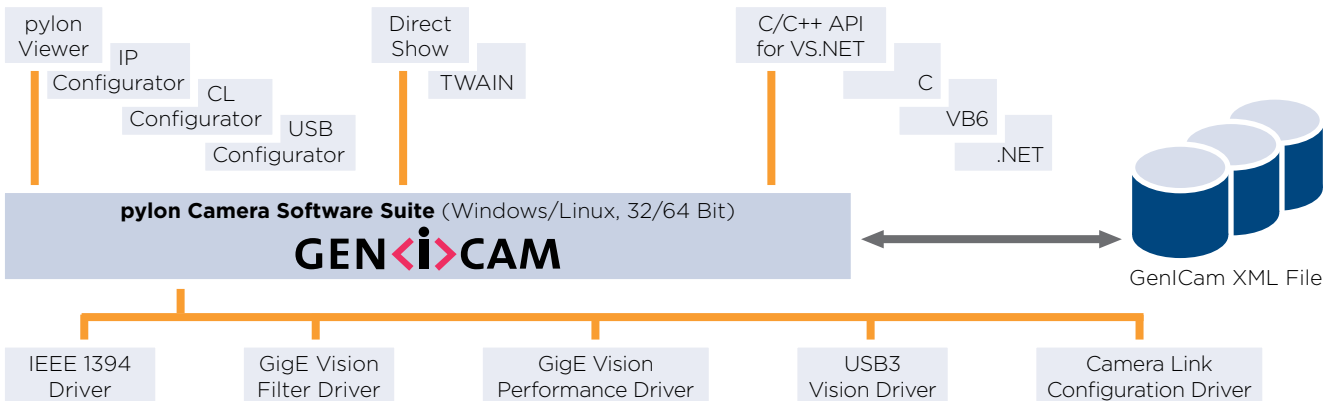 pylon
Viewer
IP
Configurator
CL
Configurator
USB
Configurator
Direct
Show
TWAIN
C/C++ API
for VS.NET
C
VB6
.NET
pylon Camera Software Suite (Windows/Linux, 32/64 Bit)
GEN<i>CAM
GenICam XML File
IEEE 1394
Driver
GigE Vision
Filter Driver
GigE Vision
Performance Driver
USB3
Vision Driver
Camera Link
Configuration Driver